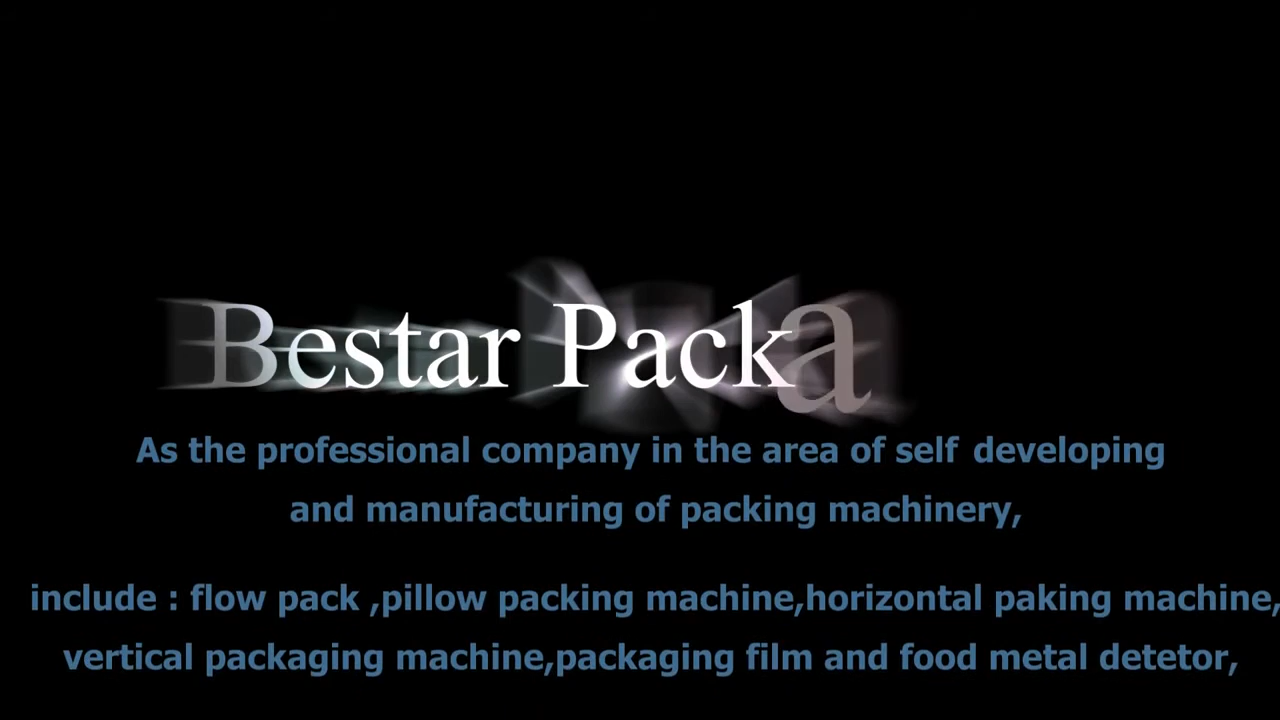 Bestar Packa
As the professional company in the area of self developing
and manufacturing of packing machinery,
include : flow pack ,pillow packing machine,horizontal paking machine,
vertical packaging machine,packaging film and food metal detetor,